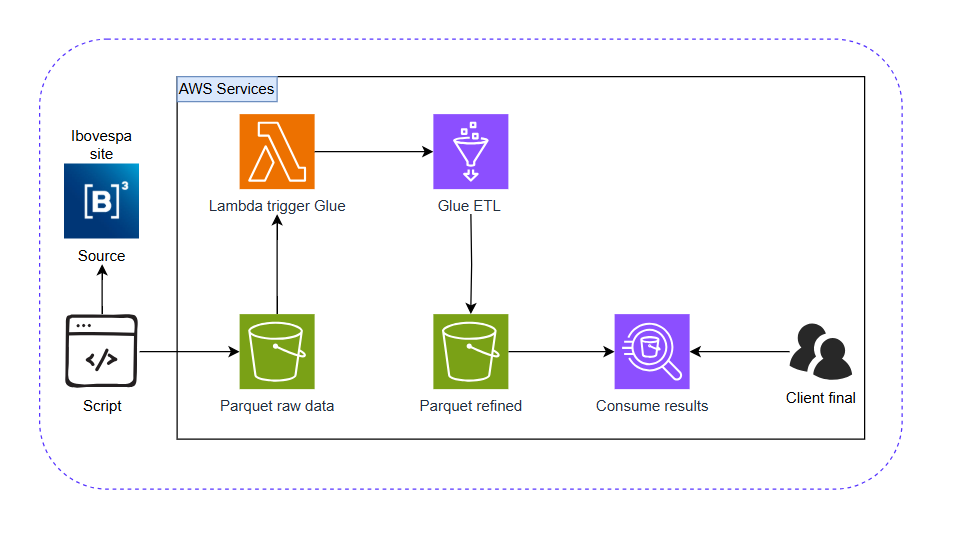 AWS Services
Ibovespa
site
[B]³
Source
Lambda trigger Glue
Glue ETL
</>
Script
Parquet raw data
Parquet refined
Consume results
Client final